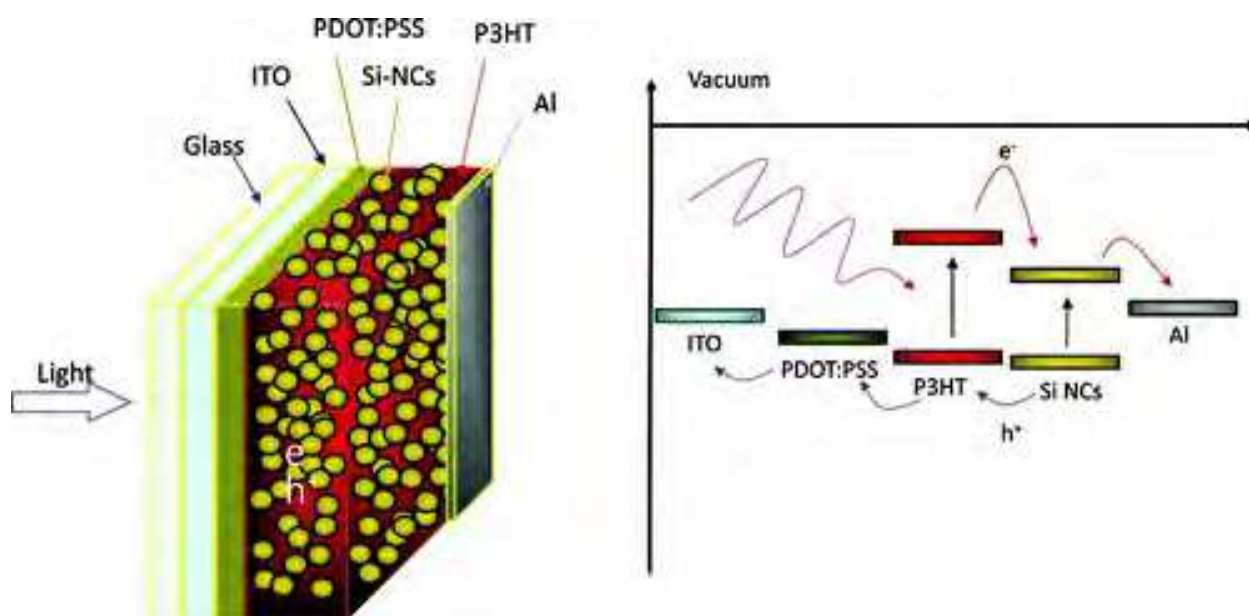 PDOT:PSS
P3HT
ITO
Si-NCs
Al
Glass
Light
e
h+
Vacuum
e-
ITO
PDOT:PSS
P3HT
Si NCs
Al
h+